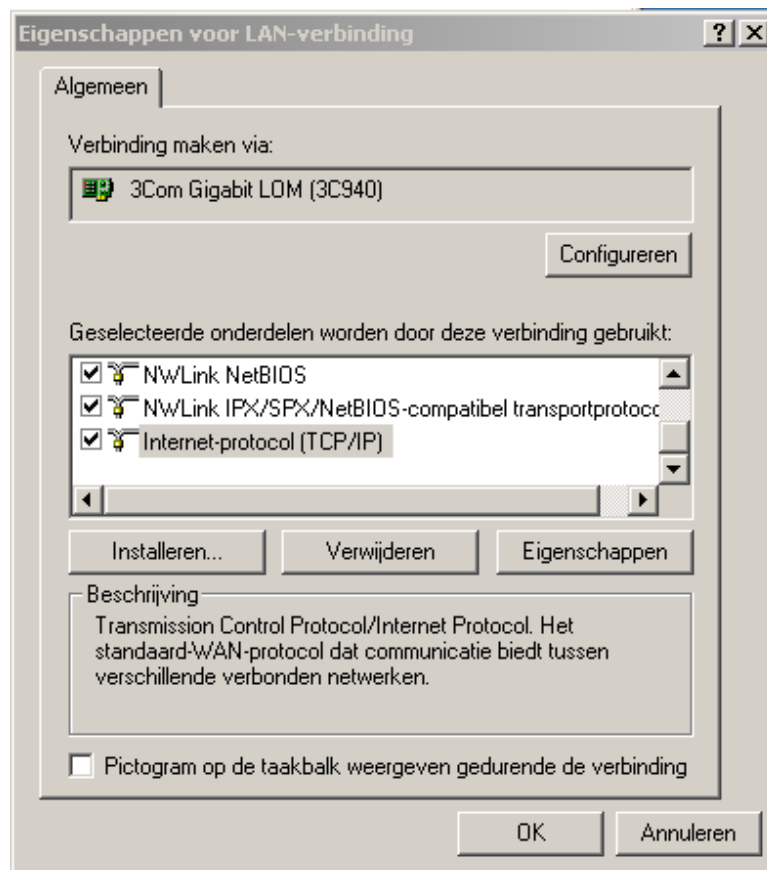 Eigenschappen voor LAN-verbinding
Algemeen
Verbinding maken via:
3Com Gigabit LOM (3C940)
Configureren
Geselecteerde onderdelen worden door deze verbinding gebruikt:
NWLink NetBIOS
NWLink IPX/SPX/NetBIOS-compatibel transportprotocc
Internet-protocol (TCP/IP)
Installeren... Verwijderen Eigenschappen
Beschrijving
Transmission Control Protocol/Internet Protocol. Het
standaard-WAN-protocol dat communicatie biedt tussen
verschillende verbonden netwerken.
Pictogram op de taakbalk weergeven gedurende de verbinding
OK Annuleren